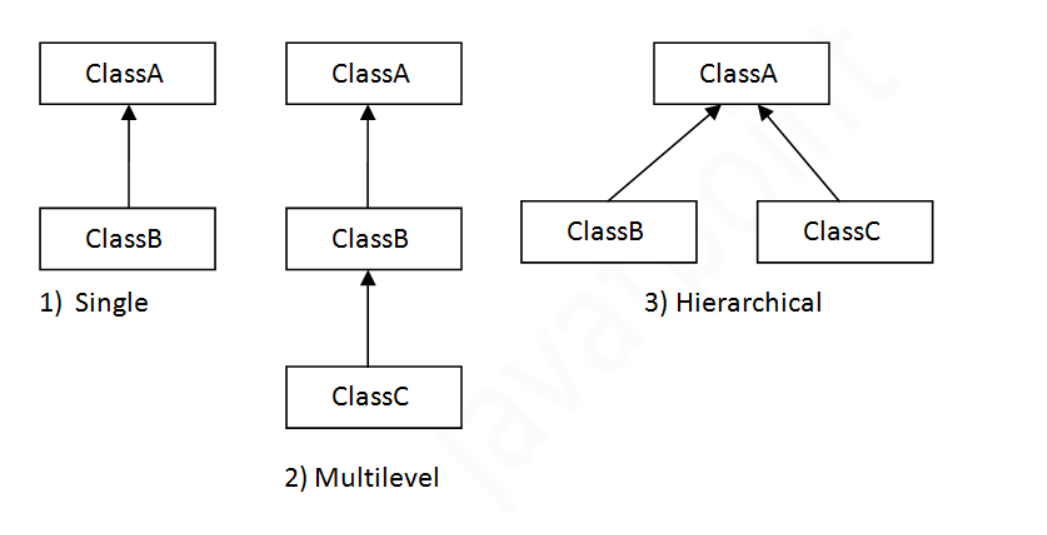 ClassA
ClassB
1) Single
ClassA
ClassB
ClassC
2) Multilevel
ClassA
ClassB
ClassC
3) Hierarchical